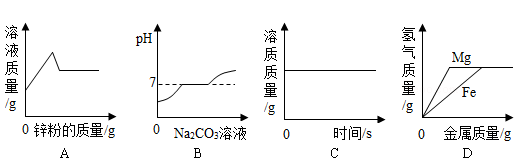 溶液质量/g
0
锌粉的质量/g
A
pH
7
0
Na₂CO₃溶液
B
溶质质量/g
0
时间/s
C
氢气质量/g
Mg
Fe
0
金属质量/g
D